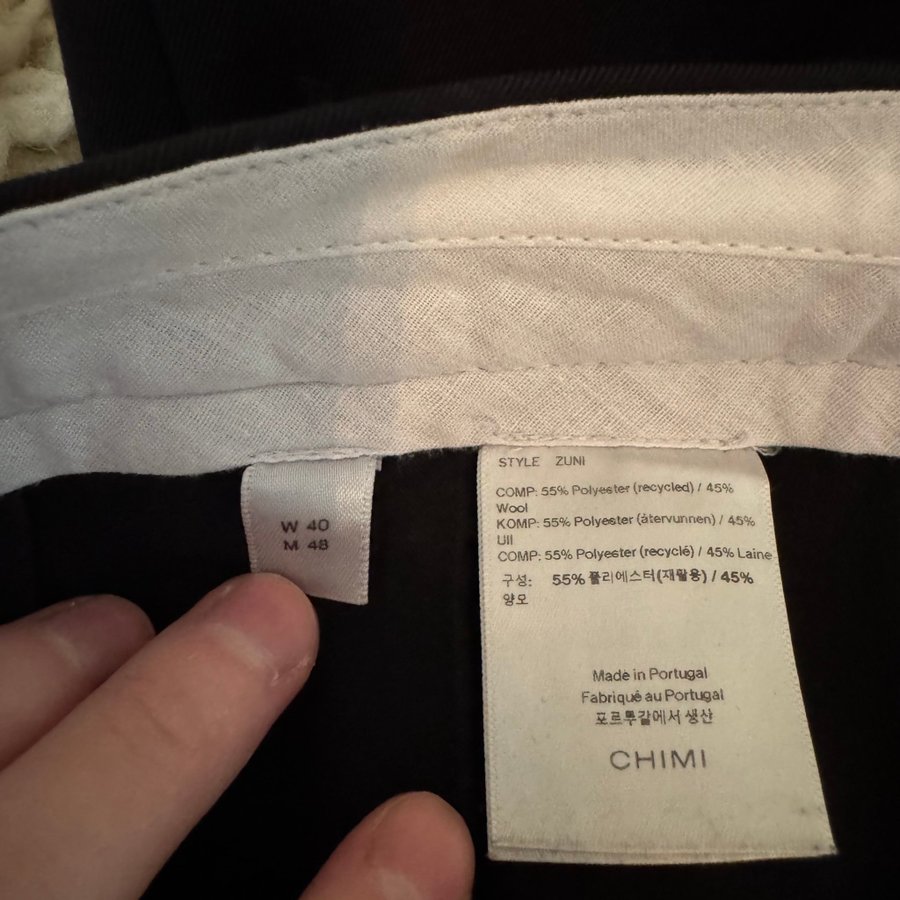 W 40
M 48
STYLE ZUNI
COMP: 55% Polyester (recycled) / 45%
Wool
KOMP: 55% Polyester (återvunnen) / 45%
Ull
COMP: 55% Polyester (recyclé) / 45% Laine
구성: 55% 폴리에스터(재활용) / 45%
양모
Made in Portugal
Fabriqué au Portugal
포르투갈에서 생산
CHIMI